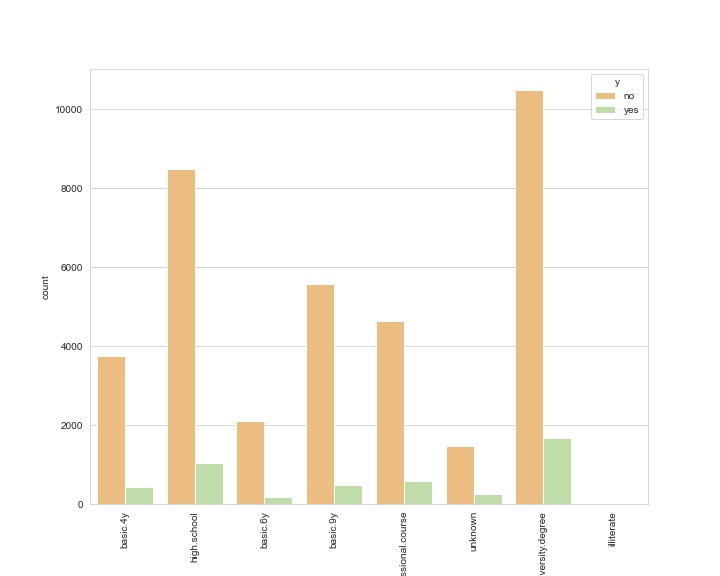 y
no
yes
10000
8000
6000
4000
2000
0
count
basic.4y
high.school
basic.6y
basic.9y
ssional.course
unknown
versity.degree
illiterate